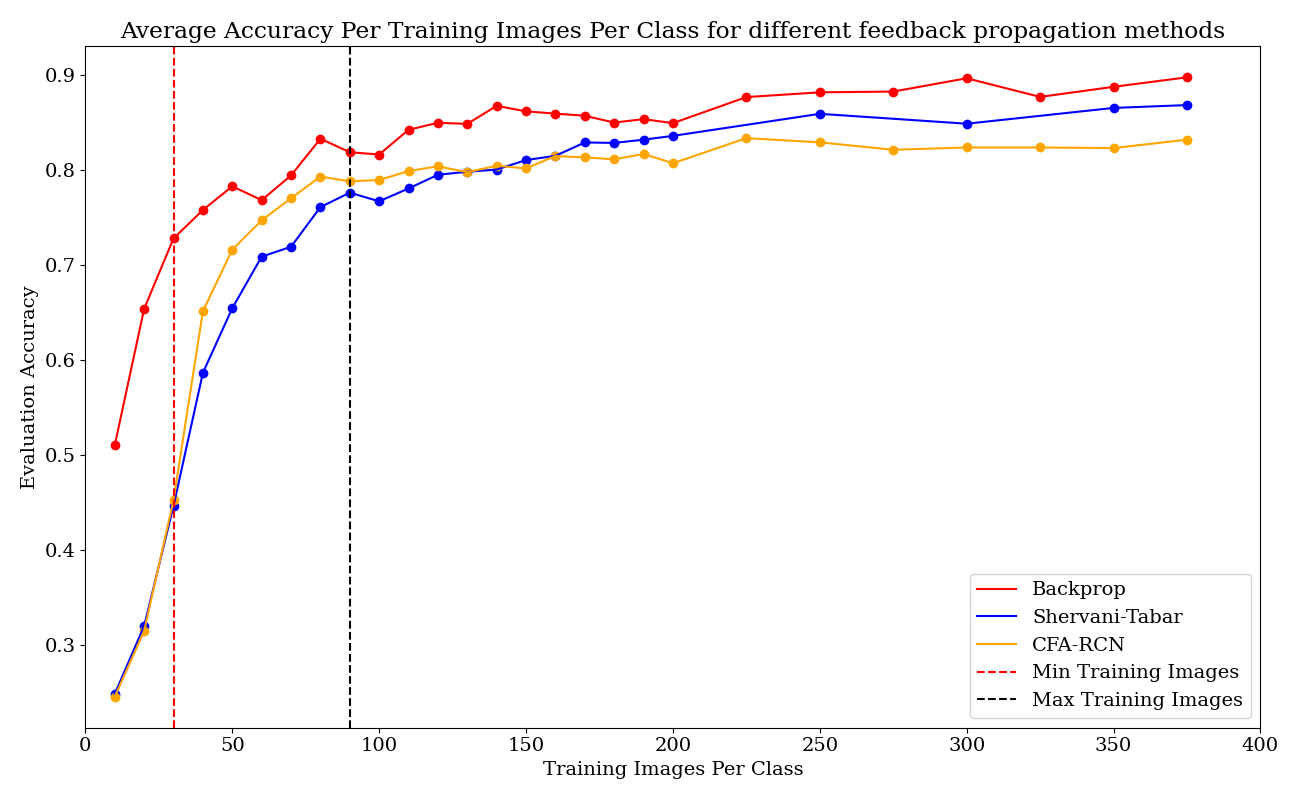 Average Accuracy Per Training Images Per Class for different feedback propagation methods
Evaluation Accuracy
0.9
0.8
0.7
0.6
0.5
0.4
0.3
Backprop
Shervani-Tabar
CFA-RCN
Min Training Images
Max Training Images
0 50 100 150 200 250 300 350 400
Training Images Per Class